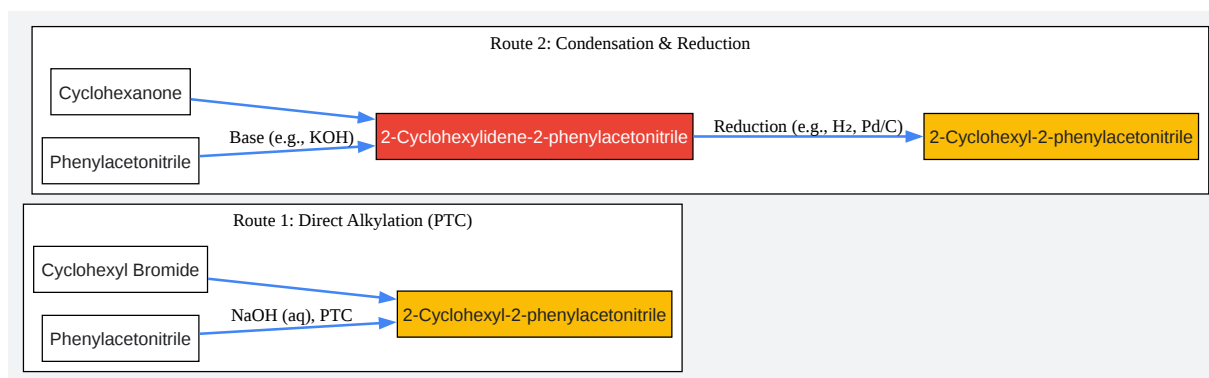 Route 2: Condensation & Reduction
Cyclohexanone
Phenylacetonitrile
Base (e.g., KOH)
2-Cyclohexylidene-2-phenylacetonitrile
Reduction (e.g., H₂, Pd/C)
2-Cyclohexyl-2-phenylacetonitrile
Route 1: Direct Alkylation (PTC)
Cyclohexyl Bromide
Phenylacetonitrile
NaOH (aq), PTC
2-Cyclohexyl-2-phenylacetonitrile